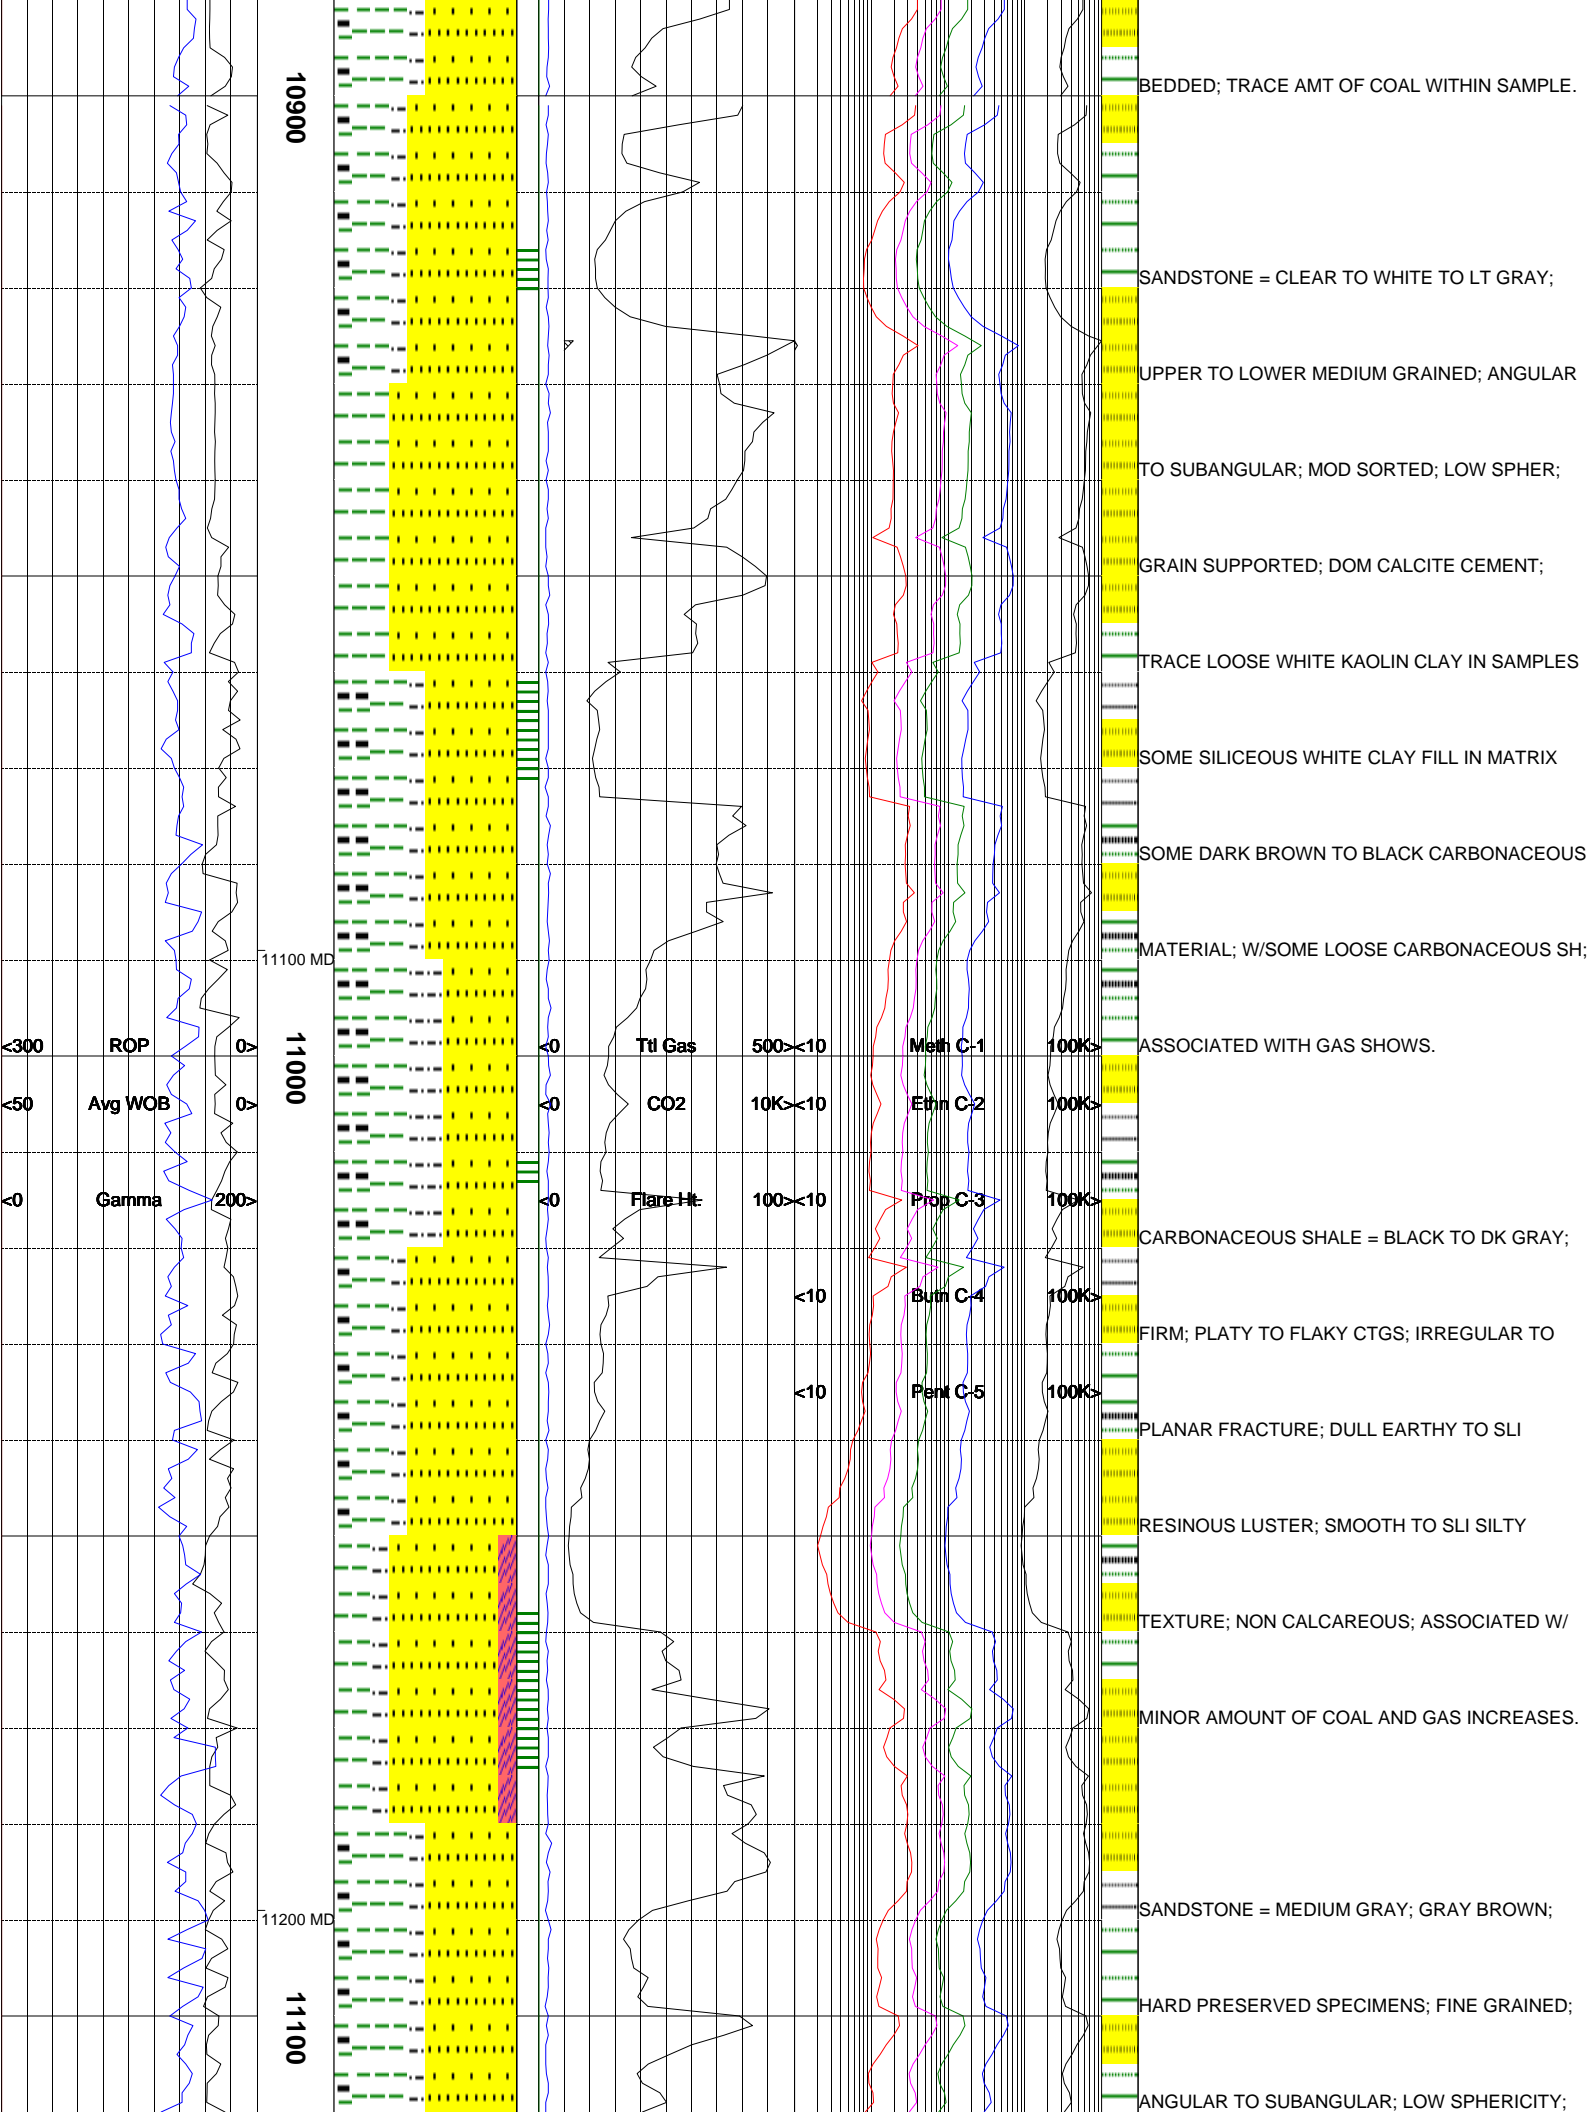 BEDDED; TRACE AMT OF COAL WITHIN SAMPLE.
10900
SANDSTONE = CLEAR TO WHITE TO LT GRAY;
UPPER TO LOWER MEDIUM GRAINED; ANGULAR
TO SUBANGULAR; MOD SORTED; LOW SPHER;
GRAIN SUPPORTED; DOM CALCITE CEMENT;
TRACE LOOSE WHITE KAOLIN CLAY IN SAMPLES
SOME SILICEOUS WHITE CLAY FILL IN MATRIX
SOME DARK BROWN TO BLACK CARBONACEOUS
MATERIAL; W/SOME LOOSE CARBONACEOUS SH;
11100 MD
<300 ROP 0> <0 Ttl Gas 500> <10 Meth C-1 100K> ASSOCIATED WITH GAS SHOWS.
11000
<50 Avg WOB 0> <0 CO2 10K> <10 Ethn C-2 100K>
<0 Gamma 200> <0 Flare Ht. 100> <10 Prop C-3 100K>
CARBONACEOUS SHALE = BLACK TO DK GRAY;
<10 Butn C-4 100K>
FIRM; PLATY TO FLAKY CTGS; IRREGULAR TO
<10 Pent C-5 100K>
PLANAR FRACTURE; DULL EARTHY TO SLI
RESINOUS LUSTER; SMOOTH TO SLI SILTY
TEXTURE; NON CALCAREOUS; ASSOCIATED W/
MINOR AMOUNT OF COAL AND GAS INCREASES.
11200 MD
SANDSTONE = MEDIUM GRAY; GRAY BROWN;
HARD PRESERVED SPECIMENS; FINE GRAINED;
11100
ANGULAR TO SUBANGULAR; LOW SPHERICITY;